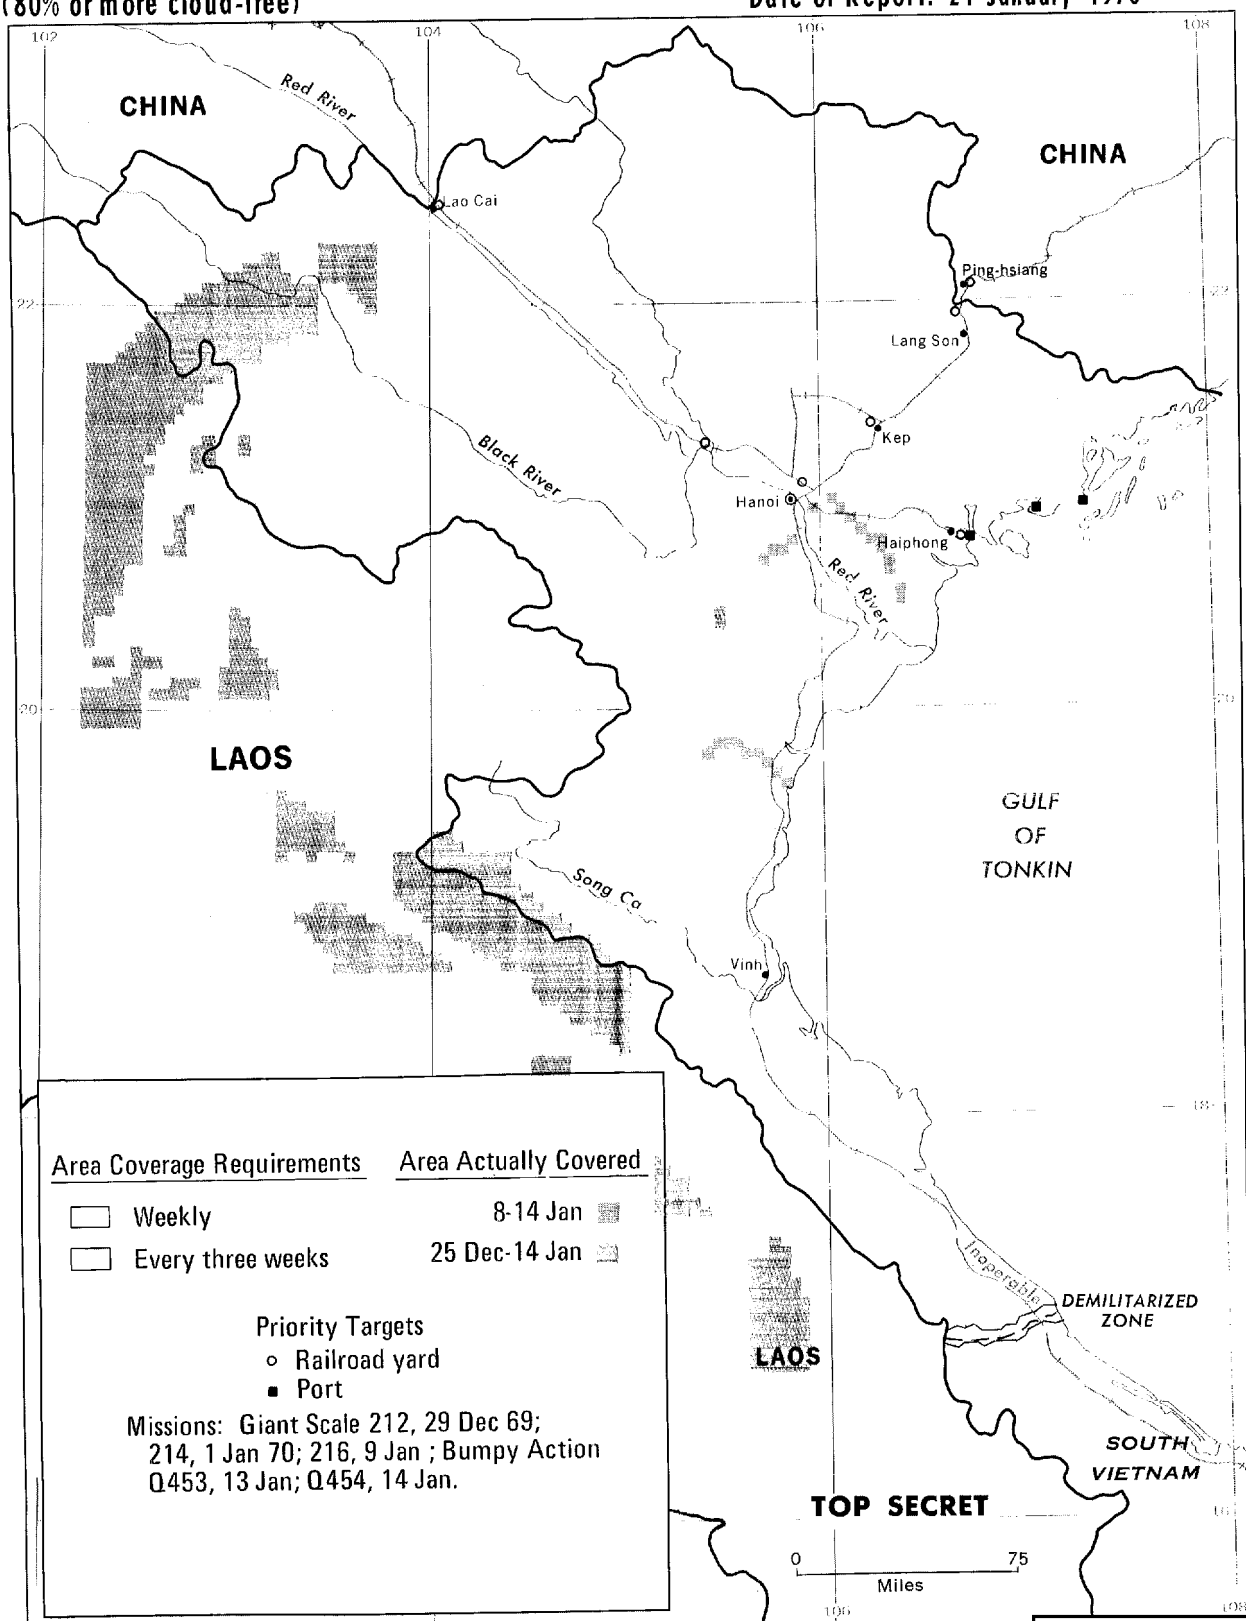 (80% or more cloud-free)
Date of Report: 21 January 1970
102
104
106
108
CHINA
Red River
CHINA
Lao Cai
Ping-hsiang
22
22
Lang Son
Kep
Black River
Hanoi
Haiphong
Red River
20
20
LAOS
GULF
OF
TONKIN
Song Ca
Vinh
18
Area Coverage Requirements
Area Actually Covered
Weekly
8-14 Jan
Every three weeks
25 Dec-14 Jan
Inoperable
DEMILITARIZED
ZONE
Priority Targets
Railroad yard
Port
LAOS
Missions: Giant Scale 212, 29 Dec 69;
214, 1 Jan 70; 216, 9 Jan ; Bumpy Action
Q453, 13 Jan; Q454, 14 Jan.
SOUTH
VIETNAM
TOP SECRET
16
0
75
Miles
106
108